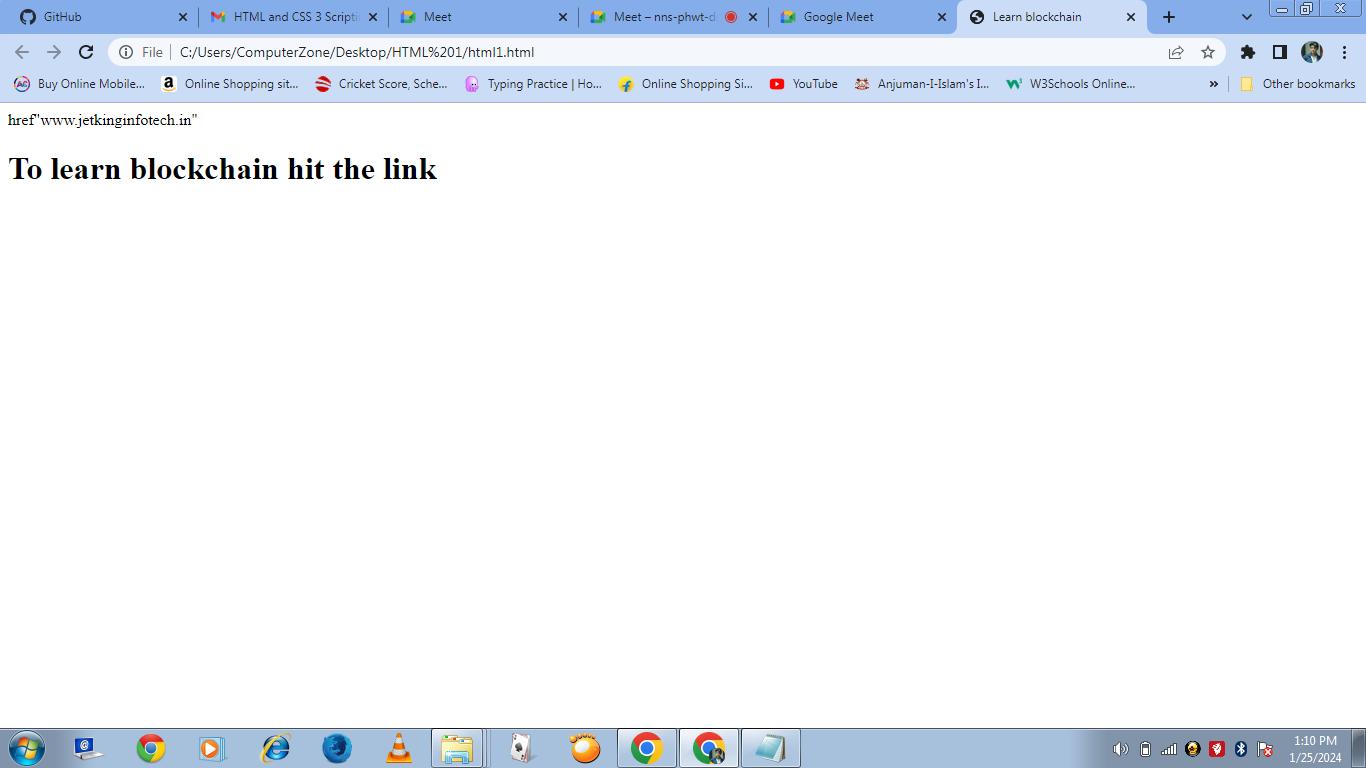 GitHub
HTML and CSS 3 Scripti
Meet
Meet – nns-phwt-d
Google Meet
Learn blockchain
File
C:/Users/ComputerZone/Desktop/HTML%201/html1.html
Buy Online Mobile...
Online Shopping sit...
Cricket Score, Sche...
Typing Practice | Ho...
Online Shopping Si...
YouTube
Anjuman-I-Islam's I...
W3Schools Online...
»
Other bookmarks
href"www.jetkinginfotech.in"
To learn blockchain hit the link
1:10 PM
1/25/2024